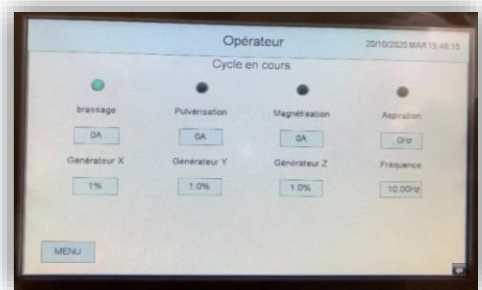 Opérateur 20/10/2020 MAR 15:46:15
Cycle en cours
brassage Pulvérisation Magnétisation Aspiration
0A 0A 0A 0Hz
Générateur X Générateur Y Générateur Z Fréquence
1% 1.0% 1.0% 10.00Hz
MENU